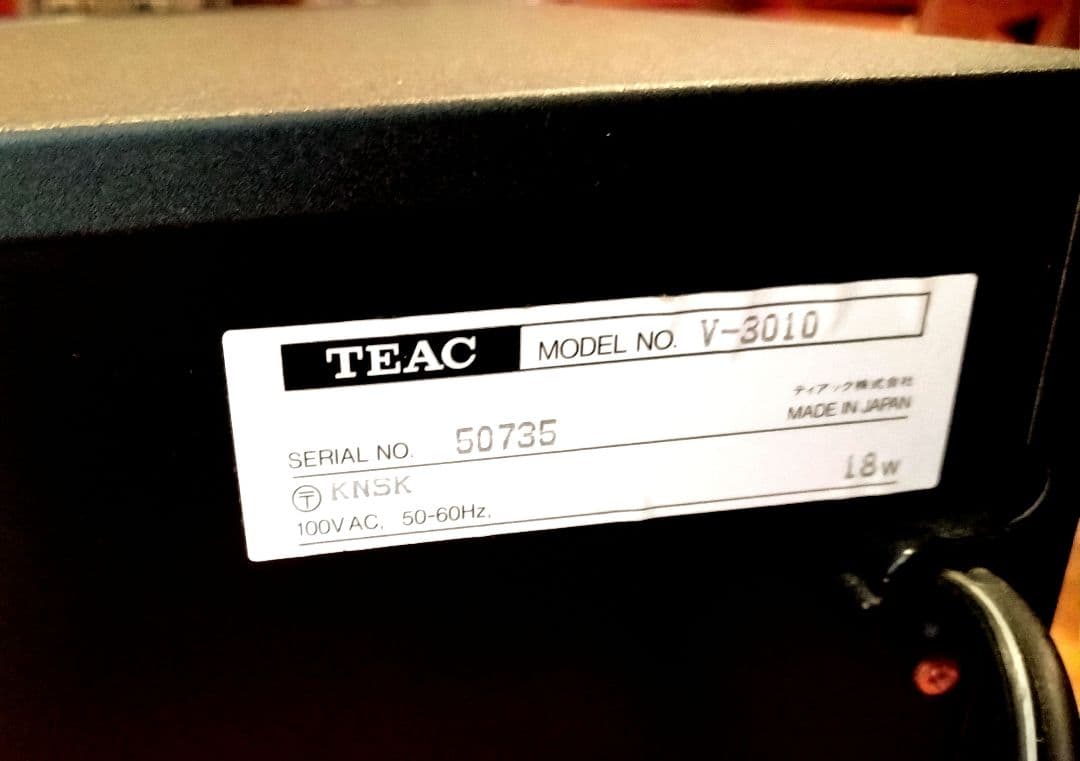 TEAC MODEL NO. V-3010
ティアック株式会社
MADE IN JAPAN
SERIAL NO. 50735
〒 KNSK
18w
100V AC, 50-60Hz,